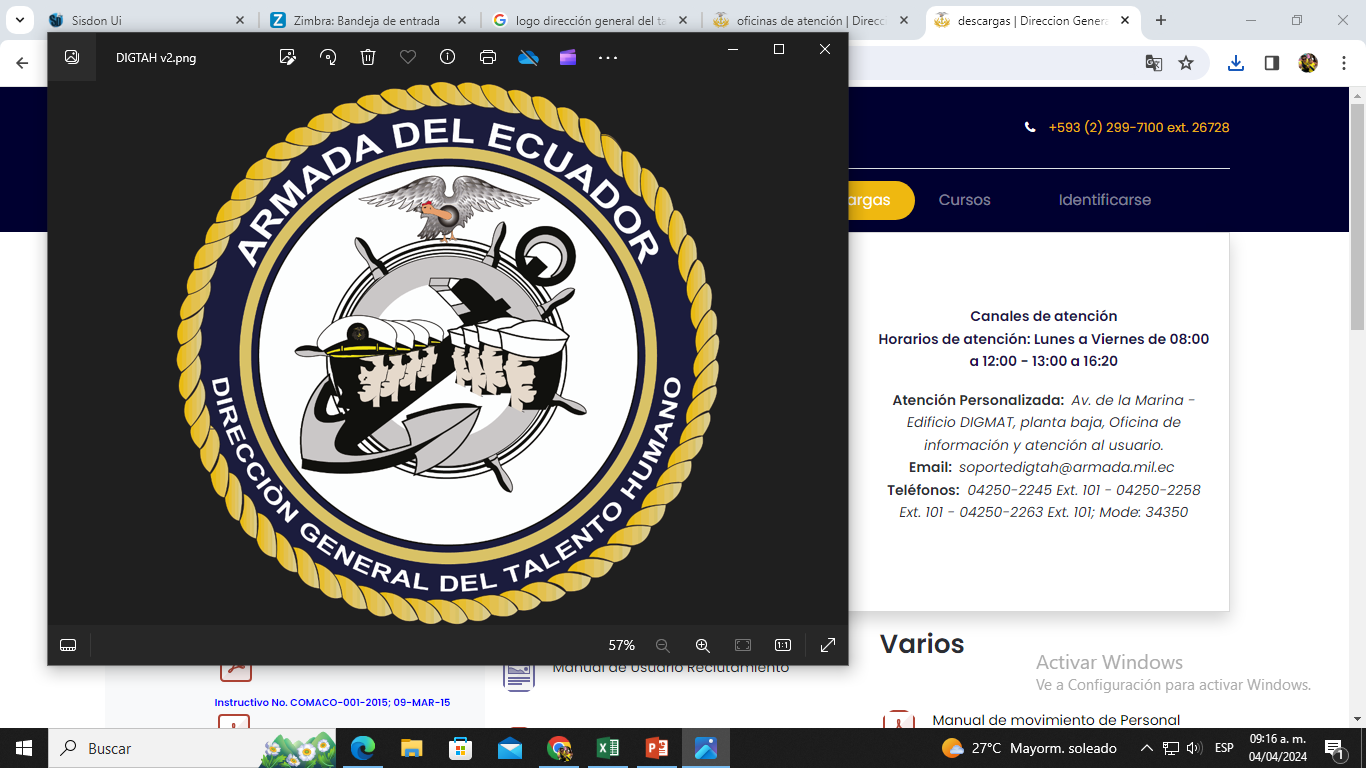 Sisdon Ui
Zimbra: Bandeja de entrada
logo dirección general del ta
oficinas de atención | Direcci
descargas | Direccion Genera
DIGTAH v2.png
+593 (2) 299-7100 ext. 26728
argas
Cursos
Identificarse
ARMADA DEL ECUADOR
DIRECCIÒN GENERAL DEL TALENTO HUMANO
Canales de atención
Horarios de atención: Lunes a Viernes de 08:00
a 12:00 - 13:00 a 16:20
Atención Personalizada: Av. de la Marina -
Edificio DIGMAT, planta baja, Oficina de
información y atención al usuario.
Email: soportedigtah@armada.mil.ec
Teléfonos: 04250-2245 Ext. 101 - 04250-2258
Ext. 101 - 04250-2263 Ext. 101; Mode: 34350
57%
1:1
Varios
Manual de Usuario Reclutamiento
Activar Windows
Ve a Configuración para activar Windows.
Instructivo No. COMACO-001-2015; 09-MAR-15
Manual de movimiento de Personal
Buscar
27°C Mayorm. soleado
ESP
09:16 a. m.
04/04/2024
1